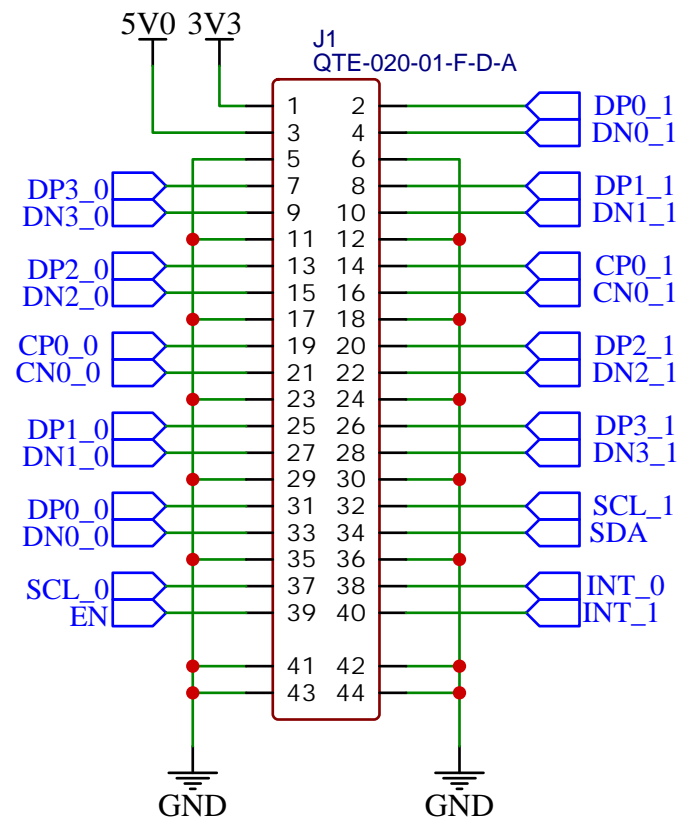 5V0 3V3
J1
QTE-020-01-F-D-A
1 2 DP0_1
3 4 DN0_1
5 6
DP3_0 7 8 DP1_1
DN3_0 9 10 DN1_1
11 12
DP2_0 13 14 CP0_1
DN2_0 15 16 CN0_1
17 18
CP0_0 19 20 DP2_1
CN0_0 21 22 DN2_1
23 24
DP1_0 25 26 DP3_1
DN1_0 27 28 DN3_1
29 30
DP0_0 31 32 SCL_1
DN0_0 33 34 SDA
35 36
SCL_0 37 38 INT_0
EN 39 40 INT_1
41 42
43 44
GND GND